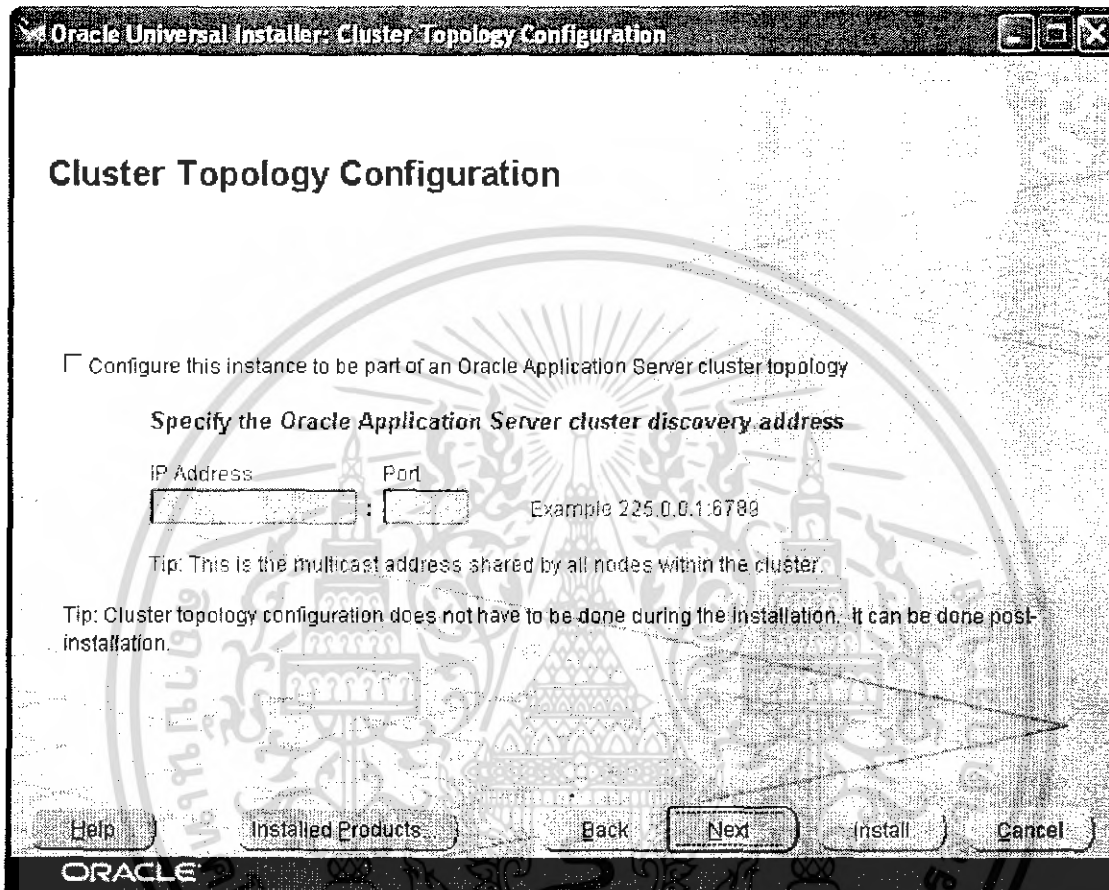 Oracle Universal Installer: Cluster Topology Configuration
Cluster Topology Configuration
Configure this instance to be part of an Oracle Application Server cluster topology
Specify the Oracle Application Server cluster discovery address
IP Address Port
: Example 225.0.0.1:6789
Tip: This is the multicast address shared by all nodes within the cluster.
Tip: Cluster topology configuration does not have to be done during the installation. It can be done post-
installation.
Help Installed Products... Back Next Install Cancel
ORACLE